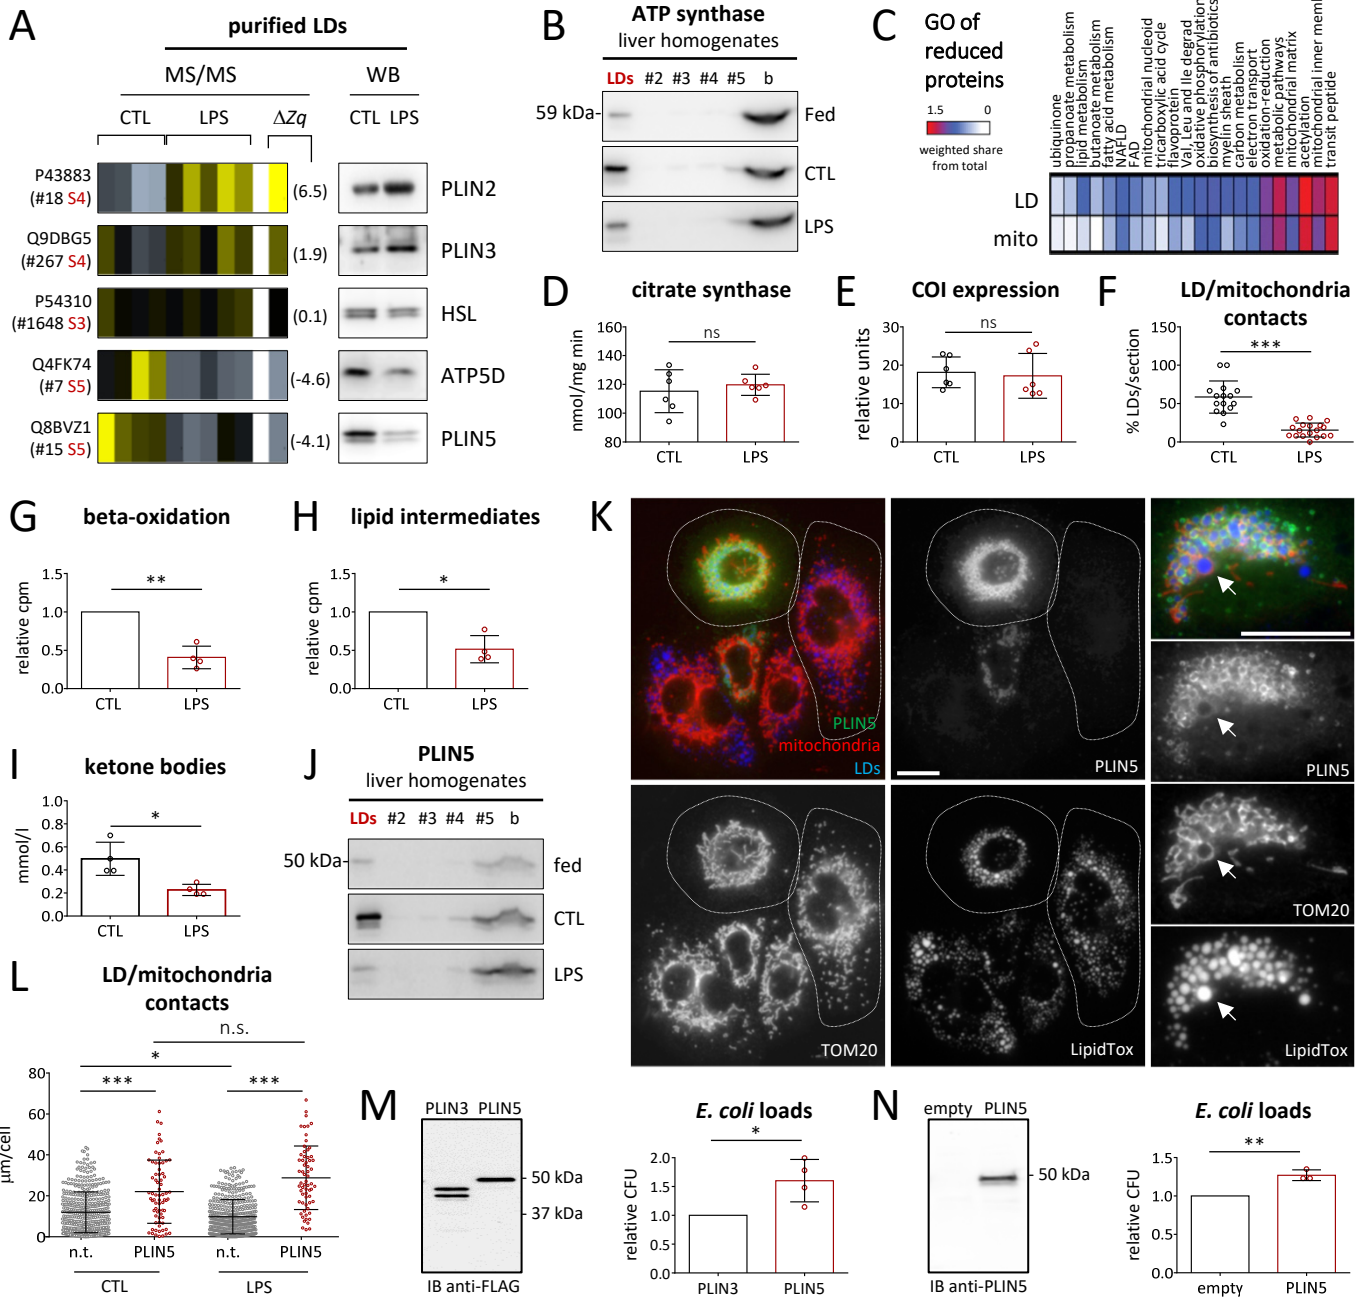 A
purified LDs
MS/MS WB
CTL LPS ΔZq CTL LPS
P43883
(#18 S4)
(6.5)
PLIN2
Q9DBG5
(#267 S4)
(1.9)
PLIN3
P54310
(#1648 S3)
(0.1)
HSL
Q4FK74
(#7 S5)
(-4.6)
ATP5D
Q8BVZ1
(#15 S5)
(-4.1)
PLIN5
B
ATP synthase
liver homogenates
LDs #2 #3 #4 #5 b
59 kDa-
Fed
CTL
LPS
C
GO of
reduced
proteins
1.5 0
weighted share
from total
ubiquinone
propanoate metabolism
lipid metabolism
butanoate metabolism
fatty acid metabolism
NAFLD
FAD
mitochondrial nucleoid
tricarboxylic acid cycle
flavoprotein
Val, Leu and Ile degrad
oxidative phosphorylation
biosynthesis of antibiotics
myelin sheath
carbon metabolism
electron transport
oxidation-reduction
metabolic pathways
mitochondrial matrix
acetylation
mitochondrial inner memb
transit peptide
LD
mito
D
citrate synthase
nmol/mg min
160
140
120
100
80
ns
CTL LPS
E
COI expression
relative units
30
20
10
0
ns
CTL LPS
F
LD/mitochondria
contacts
% LDs/section
150
100
50
0
***
CTL LPS
G
beta-oxidation
relative cpm
1.5
1.0
0.5
0.0
**
CTL LPS
H
lipid intermediates
relative cpm
1.5
1.0
0.5
0.0
*
CTL LPS
I
ketone bodies
mmol/l
1.0
0.8
0.6
0.4
0.2
0.0
*
CTL LPS
J
PLIN5
liver homogenates
LDs #2 #3 #4 #5 b
50 kDa-
fed
CTL
LPS
K
PLIN5
mitochondria
LDs
PLIN5
PLIN5
TOM20
LipidTox
TOM20
LipidTox
L
LD/mitochondria
contacts
n.s.
*
*** ***
µm/cell
80
60
40
20
0
n.t. PLIN5 n.t. PLIN5
CTL LPS
M
PLIN3 PLIN5
50 kDa
37 kDa
IB anti-FLAG
E. coli loads
*
relative CFU
2.0
1.5
1.0
0.5
0.0
PLIN3 PLIN5
N
empty PLIN5
50 kDa
IB anti-PLIN5
E. coli loads
**
relative CFU
1.5
1.0
0.5
0.0
empty PLIN5